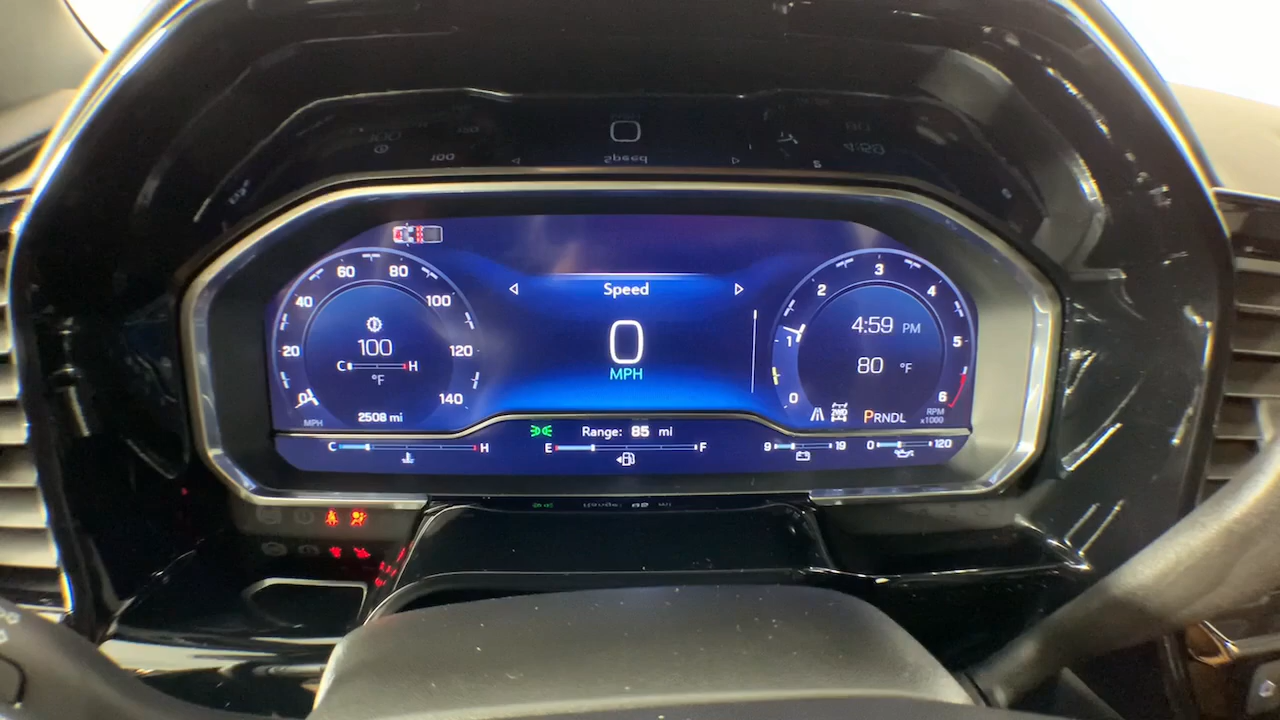 Speed
0
MPH
60 80
40 100
20 120
0 140
100
C H
°F
MPH
2508 mi
3
2 4
1 5
0 6
4:59 PM
80 °F
2WD
PRNDL
RPM
x1000
Range: 85 mi
C H
E F
9 19
0 120